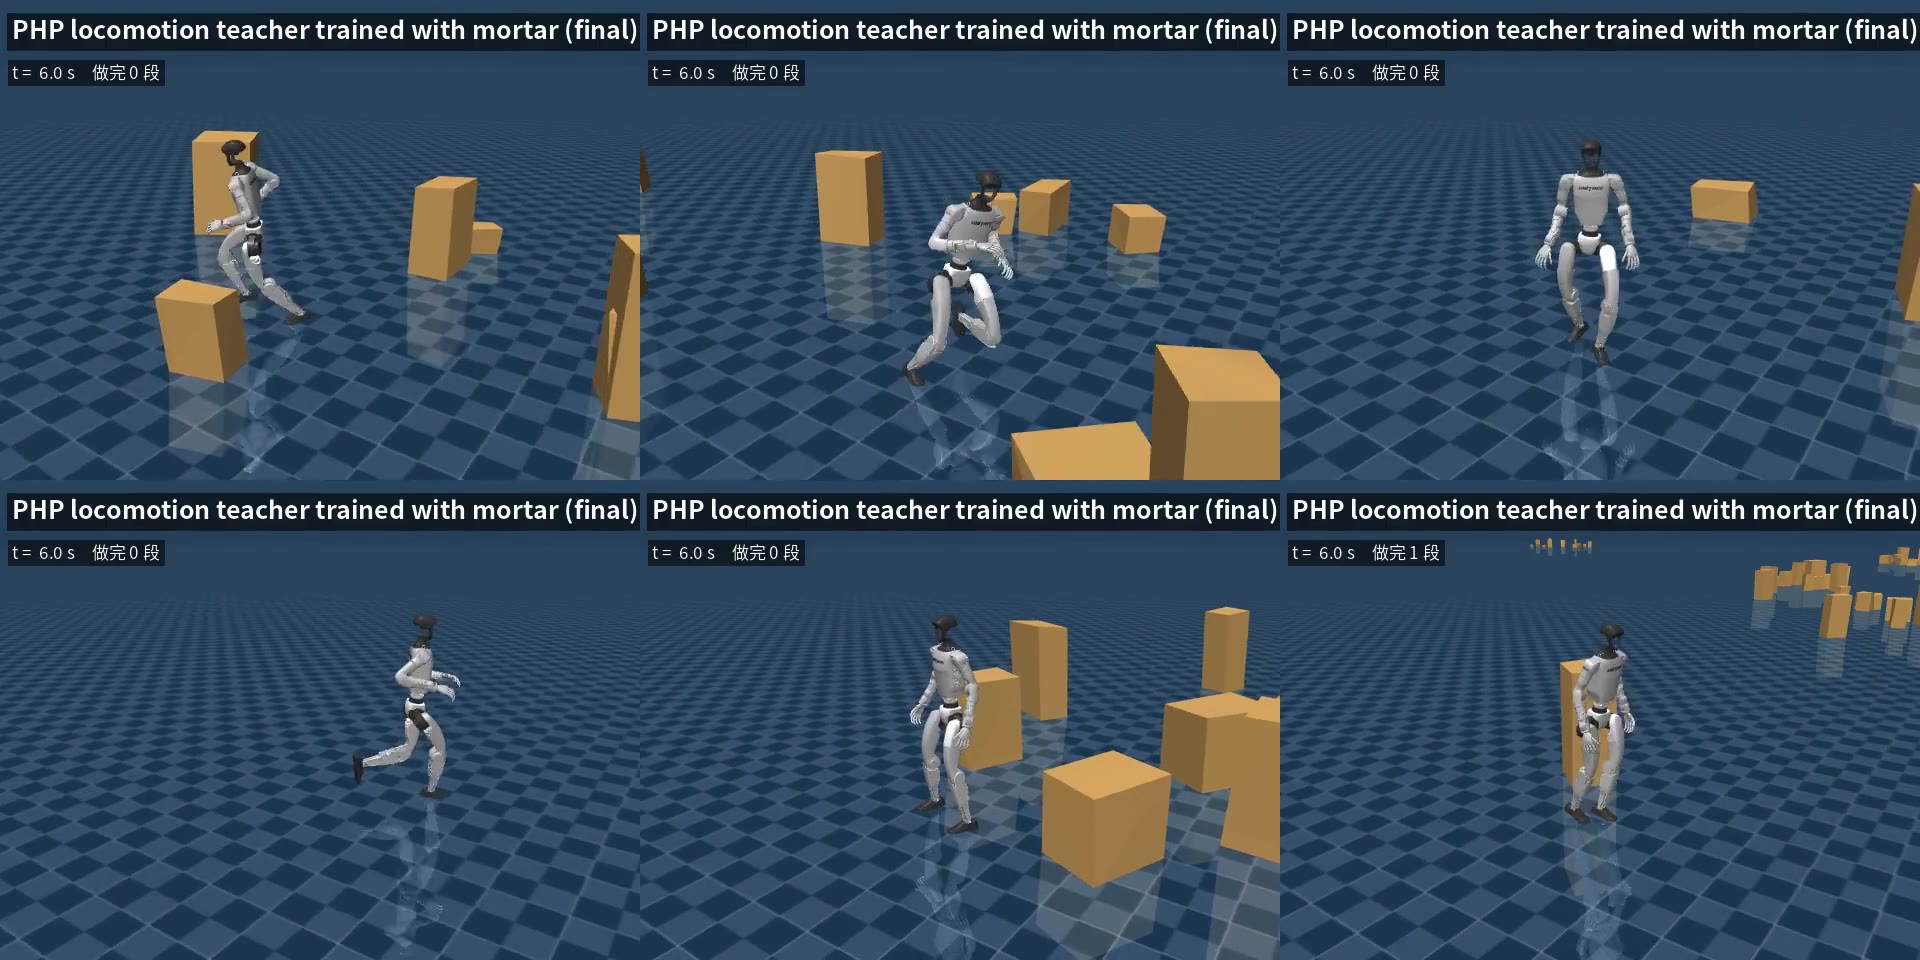 PHP locomotion teacher trained with mortar (final)
t = 6.0 s 做完 0 段
PHP locomotion teacher trained with mortar (final)
t = 6.0 s 做完 0 段
PHP locomotion teacher trained with mortar (final)
t = 6.0 s 做完 0 段
PHP locomotion teacher trained with mortar (final)
t = 6.0 s 做完 0 段
PHP locomotion teacher trained with mortar (final)
t = 6.0 s 做完 0 段
PHP locomotion teacher trained with mortar (final)
t = 6.0 s 做完 1 段